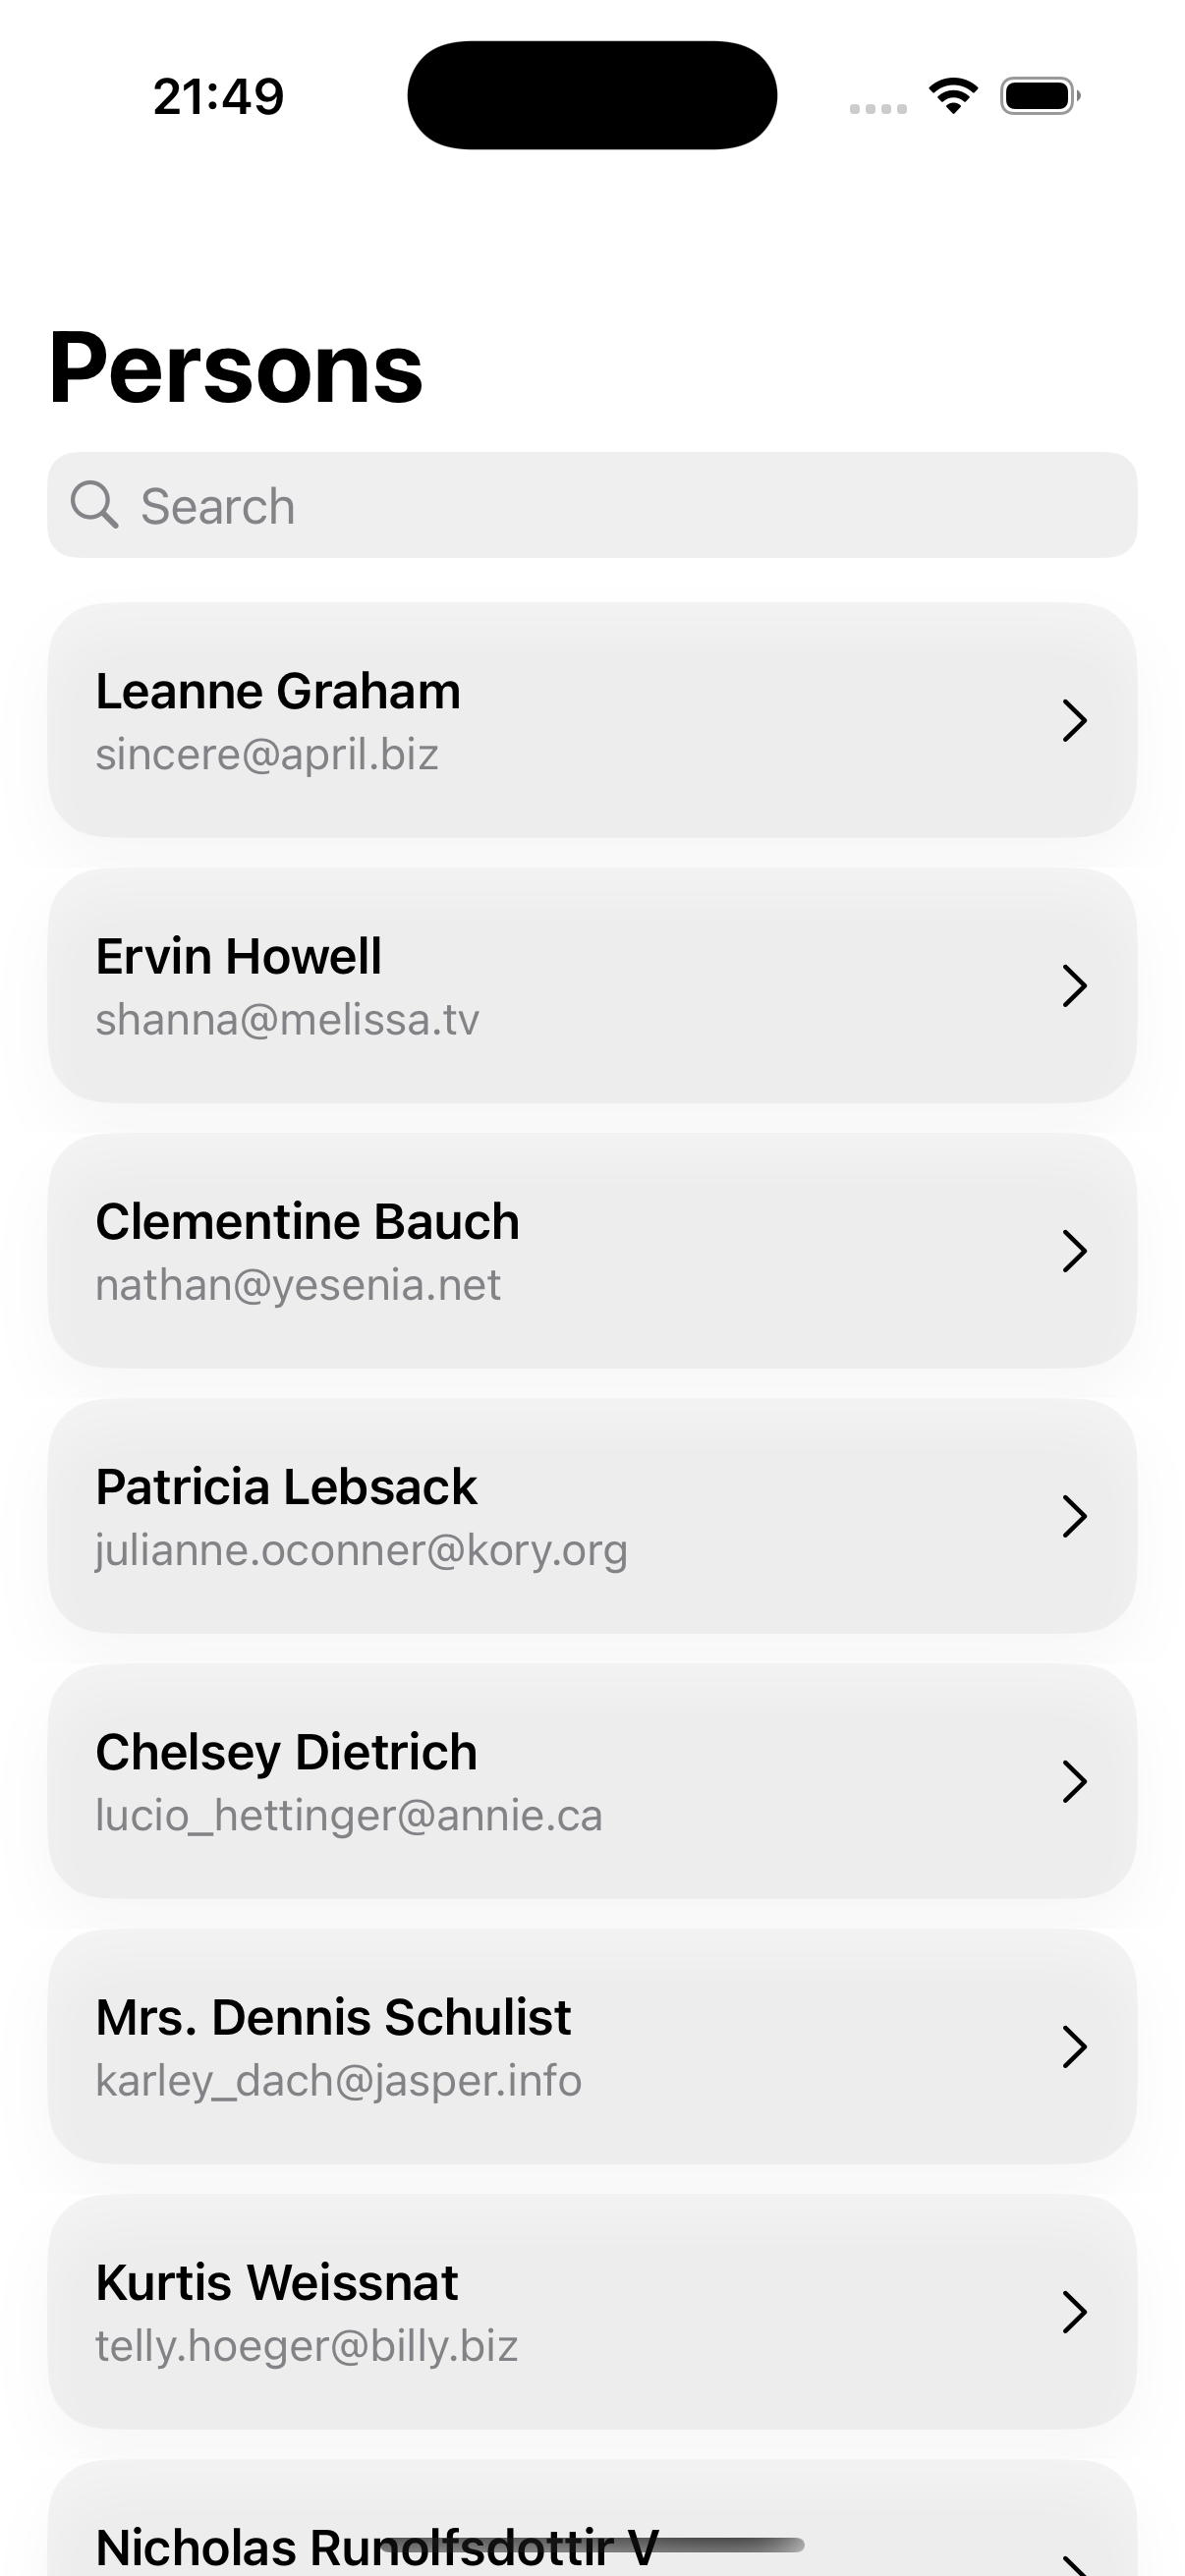 21:49
Persons
Search
Leanne Graham
sincere@april.biz
Ervin Howell
shanna@melissa.tv
Clementine Bauch
nathan@yesenia.net
Patricia Lebsack
julianne.oconner@kory.org
Chelsey Dietrich
lucio_hettinger@annie.ca
Mrs. Dennis Schulist
karley_dach@jasper.info
Kurtis Weissnat
telly.hoeger@billy.biz
Nicholas Runolfsdottir V